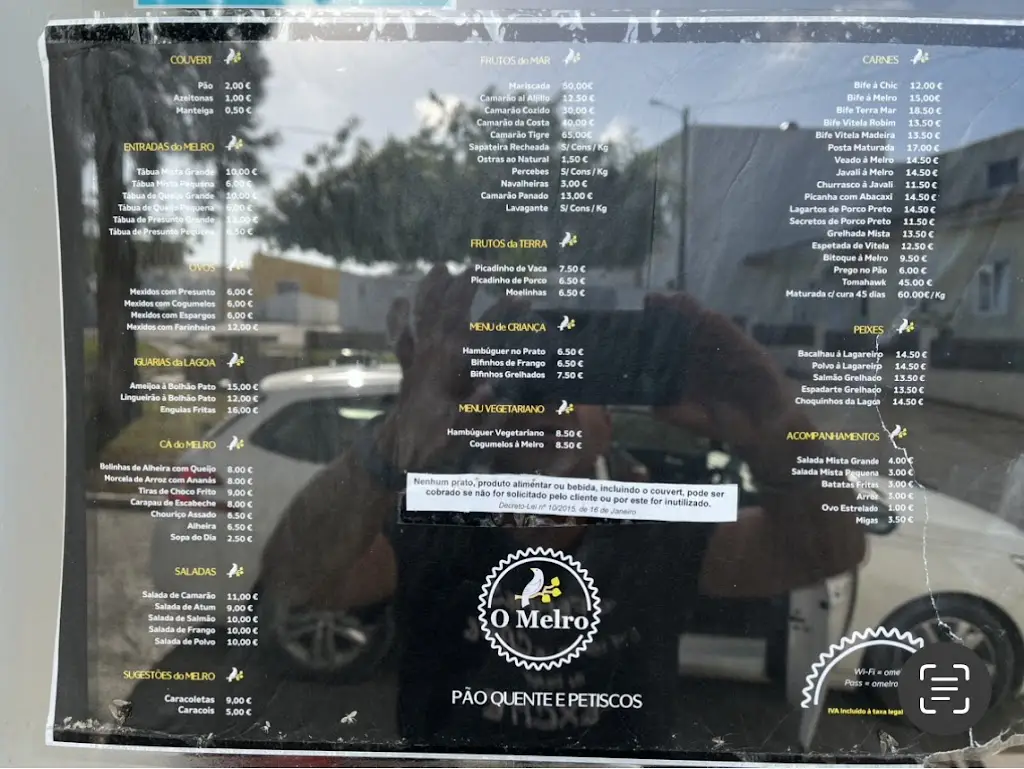 COUVERT
Pão 2,00 €
Azeitonas 1,00 €
Manteiga 0,50 €
ENTRADAS do MELRO
Tábua Mista Grande 10,00 €
Tábua Mista Pequena 6,00 €
Tábua de Queijo Grande 10,00 €
Tábua de Queijo Pequena 6,00 €
Tábua de Presunto Grande 12,00 €
Tábua de Presunto Pequena 6,50 €
OVOS
Mexidos com Presunto 6,00 €
Mexidos com Cogumelos 6,00 €
Mexidos com Espargos 6,00 €
Mexidos com Farinheira 12,00 €
IGUARIAS da LAGOA
Ameijoa à Bolhão Pato 15,00 €
Lingueirão à Bolhão Pato 12,00 €
Enguias Fritas 16,00 €
CÁ do MELRO
Bolinhas de Alheira com Queijo 8.00 €
Morcela de Arroz com Ananás 8.00 €
Tiras de Choco Frito 9,00 €
Carapau de Escabeche 8,00 €
Chouriço Assado 8.50 €
Alheira 6.50 €
Sopa do Dia 2.50 €
SALADAS
Salada de Camarão 11,00 €
Salada de Atum 9,00 €
Salada de Salmão 10,00 €
Salada de Frango 10,00 €
Salada de Polvo 10,00 €
SUGESTÕES do MELRO
Caracoletas 9,00 €
Caracois 5,00 €
FRUTOS do MAR
Mariscada 50,00€
Camarão al Ajillo 12.50 €
Camarão Cozido 30,00 €
Camarão da Costa 40,00 €
Camarão Tigre 65,00€
Sapateira Recheada S/ Cons / Kg
Ostras ao Natural 1,50 €
Percebes S/ Cons / Kg
Navalheiras 3,00 €
Camarão Panado 13,00 €
Lavagante S/ Cons / Kg
FRUTOS da TERRA
Picadinho de Vaca 7.50 €
Picadinho de Porco 6.50 €
Moelinhas 6.50 €
MENU de CRIANÇA
Hambúguer no Prato 6.50 €
Bifinhos de Frango 6.50 €
Bifinhos Grelhados 7.50 €
MENU VEGETARIANO
Hambúguer Vegetariano 8.50 €
Cogumelos à Melro 8.50 €
Nenhum prato, produto alimentar ou bebida, incluindo o couvert, pode ser
cobrado se não for solicitado pelo cliente ou por este for inutilizado.
Decreto-Lei nº 10/2015, de 16 de Janeiro
O Melro
PÃO QUENTE E PETISCOS
CARNES
Bife à Chic 12,00 €
Bife à Melro 15,00€
Bife Terra Mar 18.50 €
Bife Vitela Robim 13.50 €
Bife Vitela Madeira 13.50 €
Posta Maturada 17.00 €
Veado à Melro 14.50 €
Javali à Melro 14.50 €
Churrasco à Javali 11.50 €
Picanha com Abacaxi 14.50 €
Lagartos de Porco Preto 14.50 €
Secretos de Porco Preto 11.50 €
Grelhada Mista 13.50 €
Espetada de Vitela 12.50 €
Bitoque à Melro 9.50 €
Prego no Pão 6.00 €
Tomahawk 45.00 €
Maturada c/ cura 45 dias 60.00€/Kg
PEIXES
Bacalhau á Lagareiro 14.50 €
Polvo à Lagareiro 14.50 €
Salmão Grelhado 13.50 €
Espadarte Grelhado 13.50 €
Choquinhos da Lagoa 14.50 €
ACOMPANHAMENTOS
Salada Mista Grande 4.00 €
Salada Mista Pequena 3.00 €
Batatas Fritas 3.00 €
Arroz 3.00 €
Ovo Estrelado 1.00 €
Migas 3.50 €
Wi-Fi = ome
Pass = omelro
IVA incluido à taxa legal